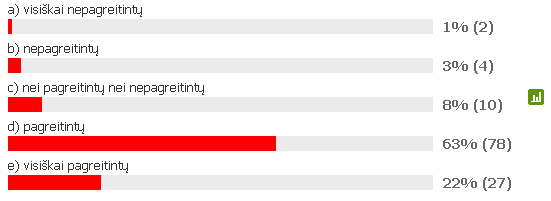 a) visiškai nepagreitintų
1% (2)
b) nepagreitintų
3% (4)
c) nei pagreitintų nei nepagreitintų
8% (10)
d) pagreitintų
63% (78)
e) visiškai pagreitintų
22% (27)